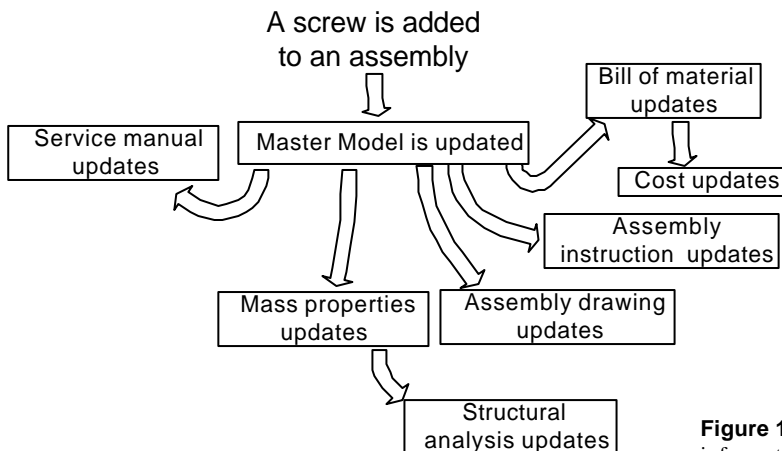 A screw is added
to an assembly
Bill of material
updates
Service manual
updates
Master Model is updated
Cost updates
Assembly
instruction updates
Mass properties
updates
Assembly drawing
updates
Structural
analysis updates
Figure 1